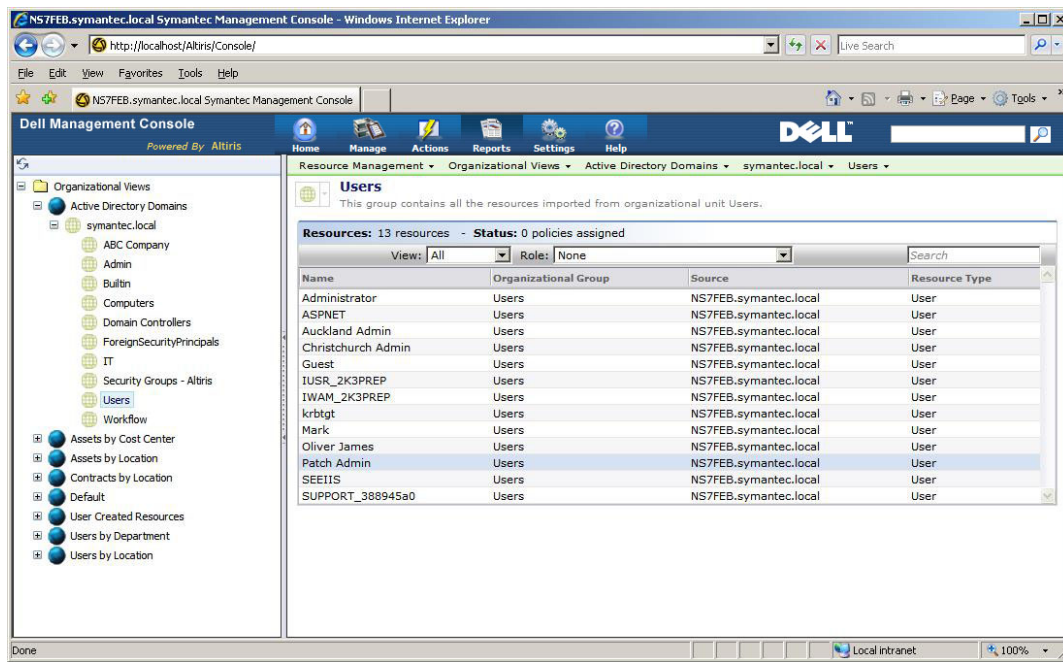 NS7FEB.symantec.local Symantec Management Console - Windows Internet Explorer
http://localhost/Altiris/Console/
Live Search
File Edit View Favorites Tools Help
NS7FEB.symantec.local Symantec Management Console
Page Tools
Dell Management Console
Powered By Altiris
Home Manage Actions Reports Settings Help
DELL™
Resource Management Organizational Views Active Directory Domains symantec.local Users
Organizational Views
Active Directory Domains
symantec.local
ABC Company
Admin
Builtin
Computers
Domain Controllers
ForeignSecurityPrincipals
IT
Security Groups - Altiris
Users
Workflow
Assets by Cost Center
Assets by Location
Contracts by Location
Default
User Created Resources
Users by Department
Users by Location
Users
This group contains all the resources imported from organizational unit Users.
Resources: 13 resources - Status: 0 policies assigned
View: All Role: None Search
Name Organizational Group Source Resource Type
Administrator Users NS7FEB.symantec.local User
ASPNET Users NS7FEB.symantec.local User
Auckland Admin Users NS7FEB.symantec.local User
Christchurch Admin Users NS7FEB.symantec.local User
Guest Users NS7FEB.symantec.local User
IUSR_2K3PREP Users NS7FEB.symantec.local User
IWAM_2K3PREP Users NS7FEB.symantec.local User
krbtgt Users NS7FEB.symantec.local User
Mark Users NS7FEB.symantec.local User
Oliver James Users NS7FEB.symantec.local User
Patch Admin Users NS7FEB.symantec.local User
SEEIIS Users NS7FEB.symantec.local User
SUPPORT_388945a0 Users NS7FEB.symantec.local User
Done Local intranet 100%